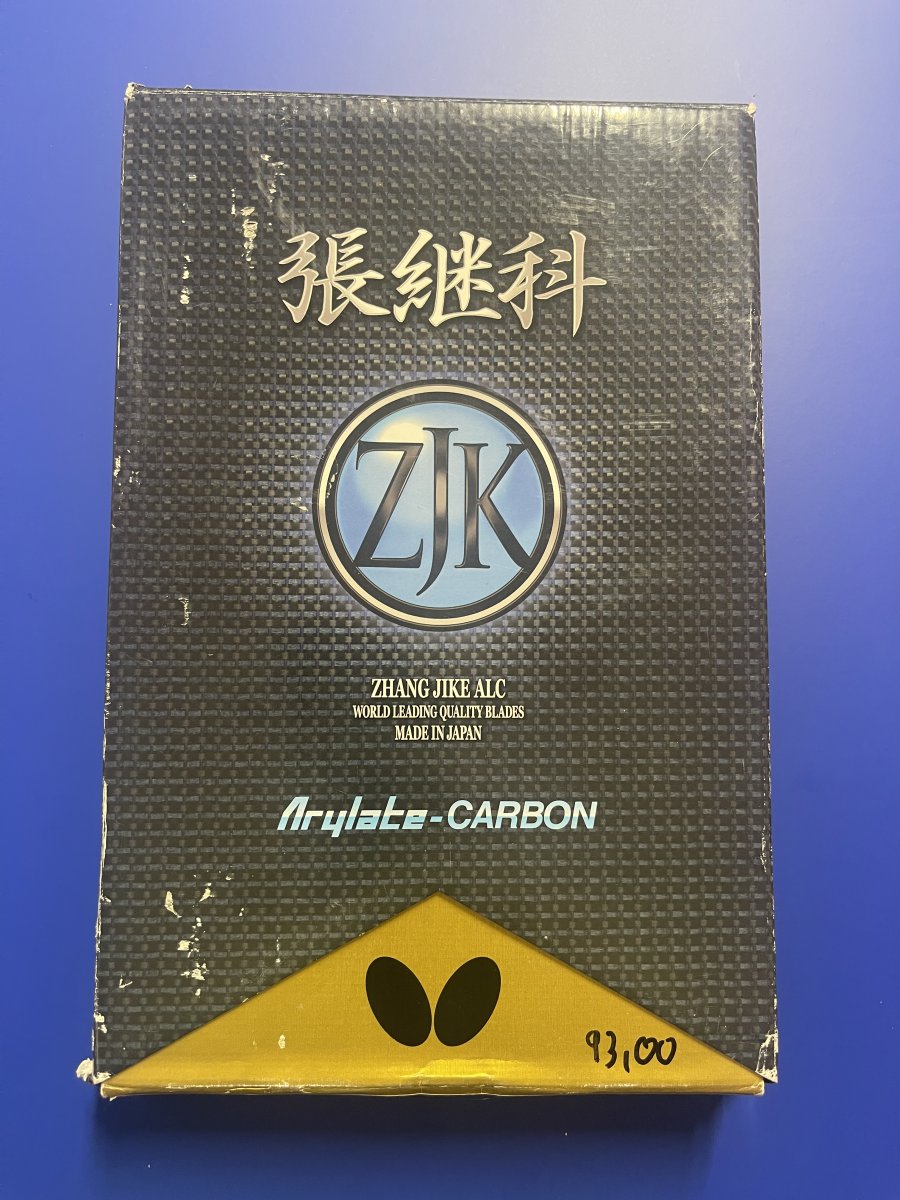 張継科
ZJK
ZHANG JIKE ALC
WORLD LEADING QUALITY BLADES
MADE IN JAPAN
Arylate-CARBON
93,00